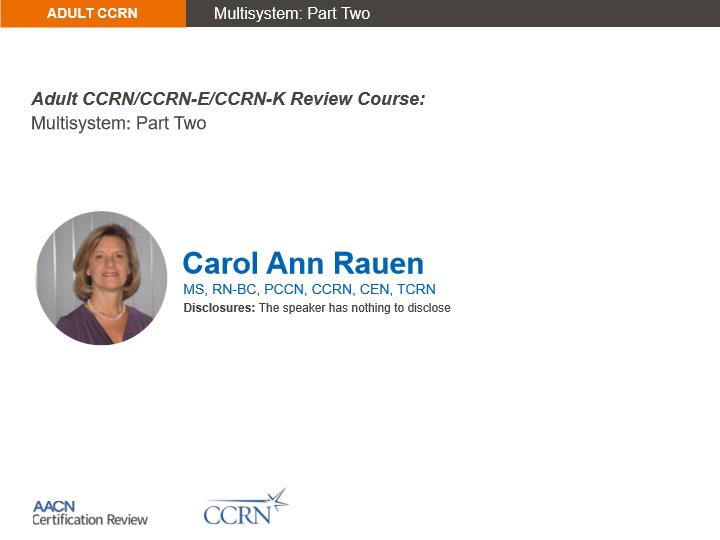 ADULT CCRN
Multisystem: Part Two
Adult CCRN/CCRN-E/CCRN-K Review Course:
Multisystem: Part Two
Carol Ann Rauen
MS, RN-BC, PCCN, CCRN, CEN, TCRN
Disclosures: The speaker has nothing to disclose
AACN
Certification Review
CCRN